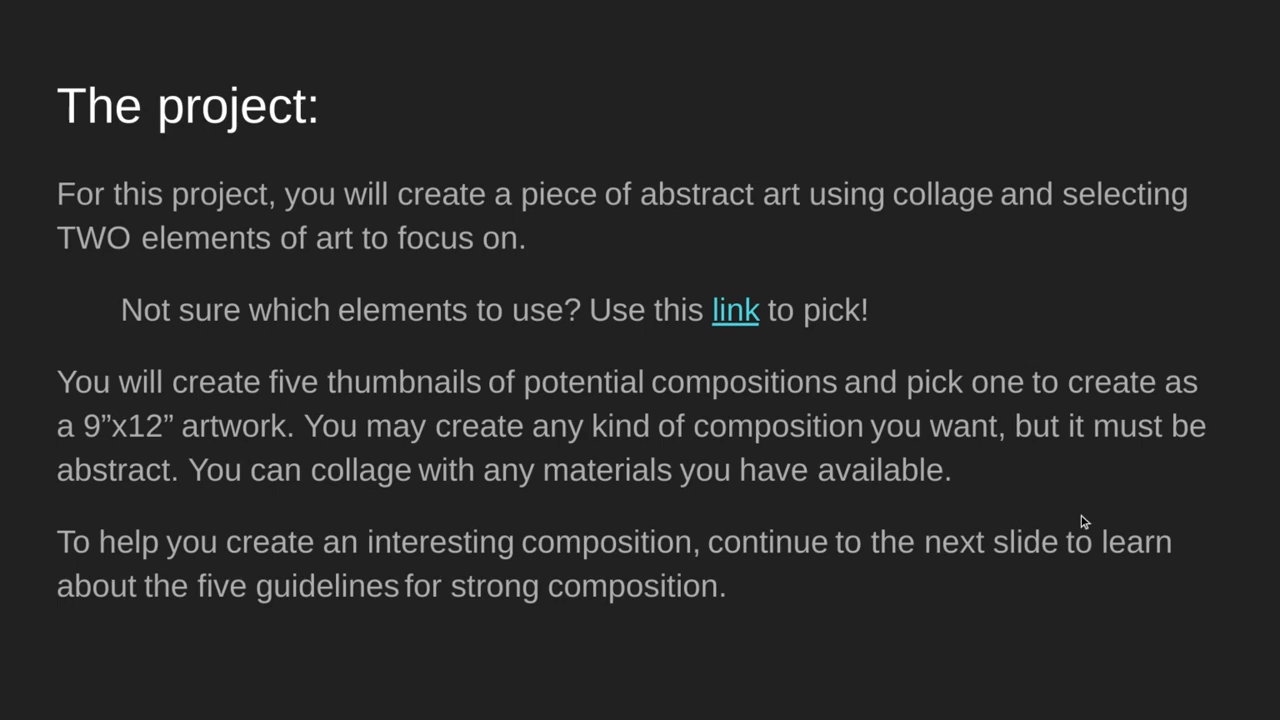 The project:
For this project, you will create a piece of abstract art using collage and selecting
TWO elements of art to focus on.
Not sure which elements to use? Use this link to pick!
You will create five thumbnails of potential compositions and pick one to create as
a 9”x12” artwork. You may create any kind of composition you want, but it must be
abstract. You can collage with any materials you have available.
To help you create an interesting composition, continue to the next slide to learn
about the five guidelines for strong composition.